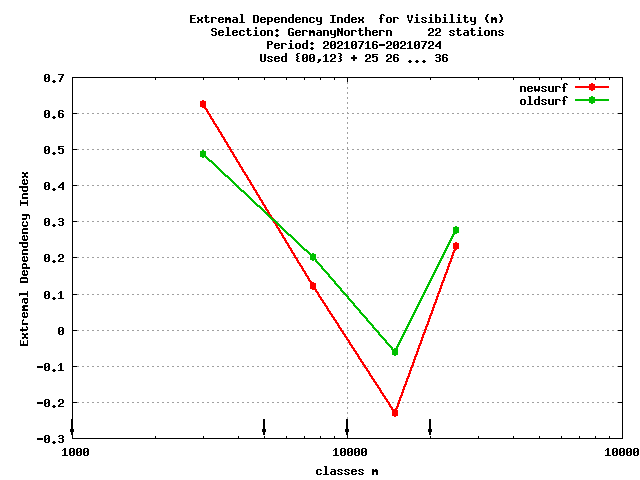 Extremal Dependency Index  for Visibility (m)
Selection: GermanyNorthern     22 stations
Period: 20210716-20210724
Used {00,12} + 25 26 ... 36
newsurf
oldsurf
0.7
0.6
0.5
0.4
0.3
0.2
0.1
0
-0.1
-0.2
-0.3
Extremal Dependency Index
1000
10000
10000
classes m